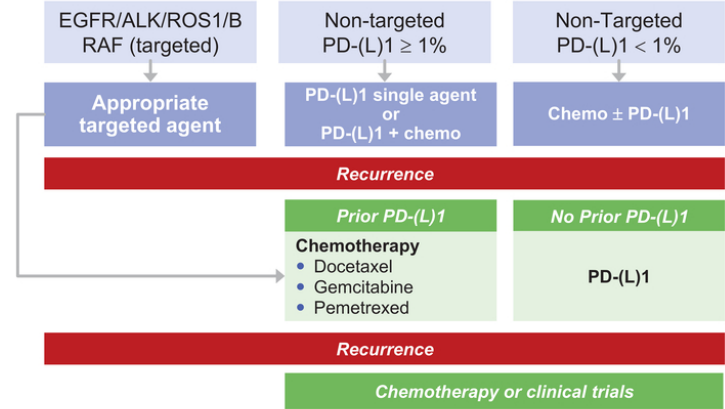 EGFR/ALK/ROS1/B
RAF (targeted)
Non-targeted
PD-(L)1 ≥ 1%
Non-Targeted
PD-(L)1 < 1%
Appropriate
targeted agent
PD-(L)1 single agent
or
PD-(L)1 + chemo
Chemo ± PD-(L)1
Recurrence
Prior PD-(L)1
Chemotherapy
• Docetaxel
• Gemcitabine
• Pemetrexed
No Prior PD-(L)1
PD-(L)1
Recurrence
Chemotherapy or clinical trials